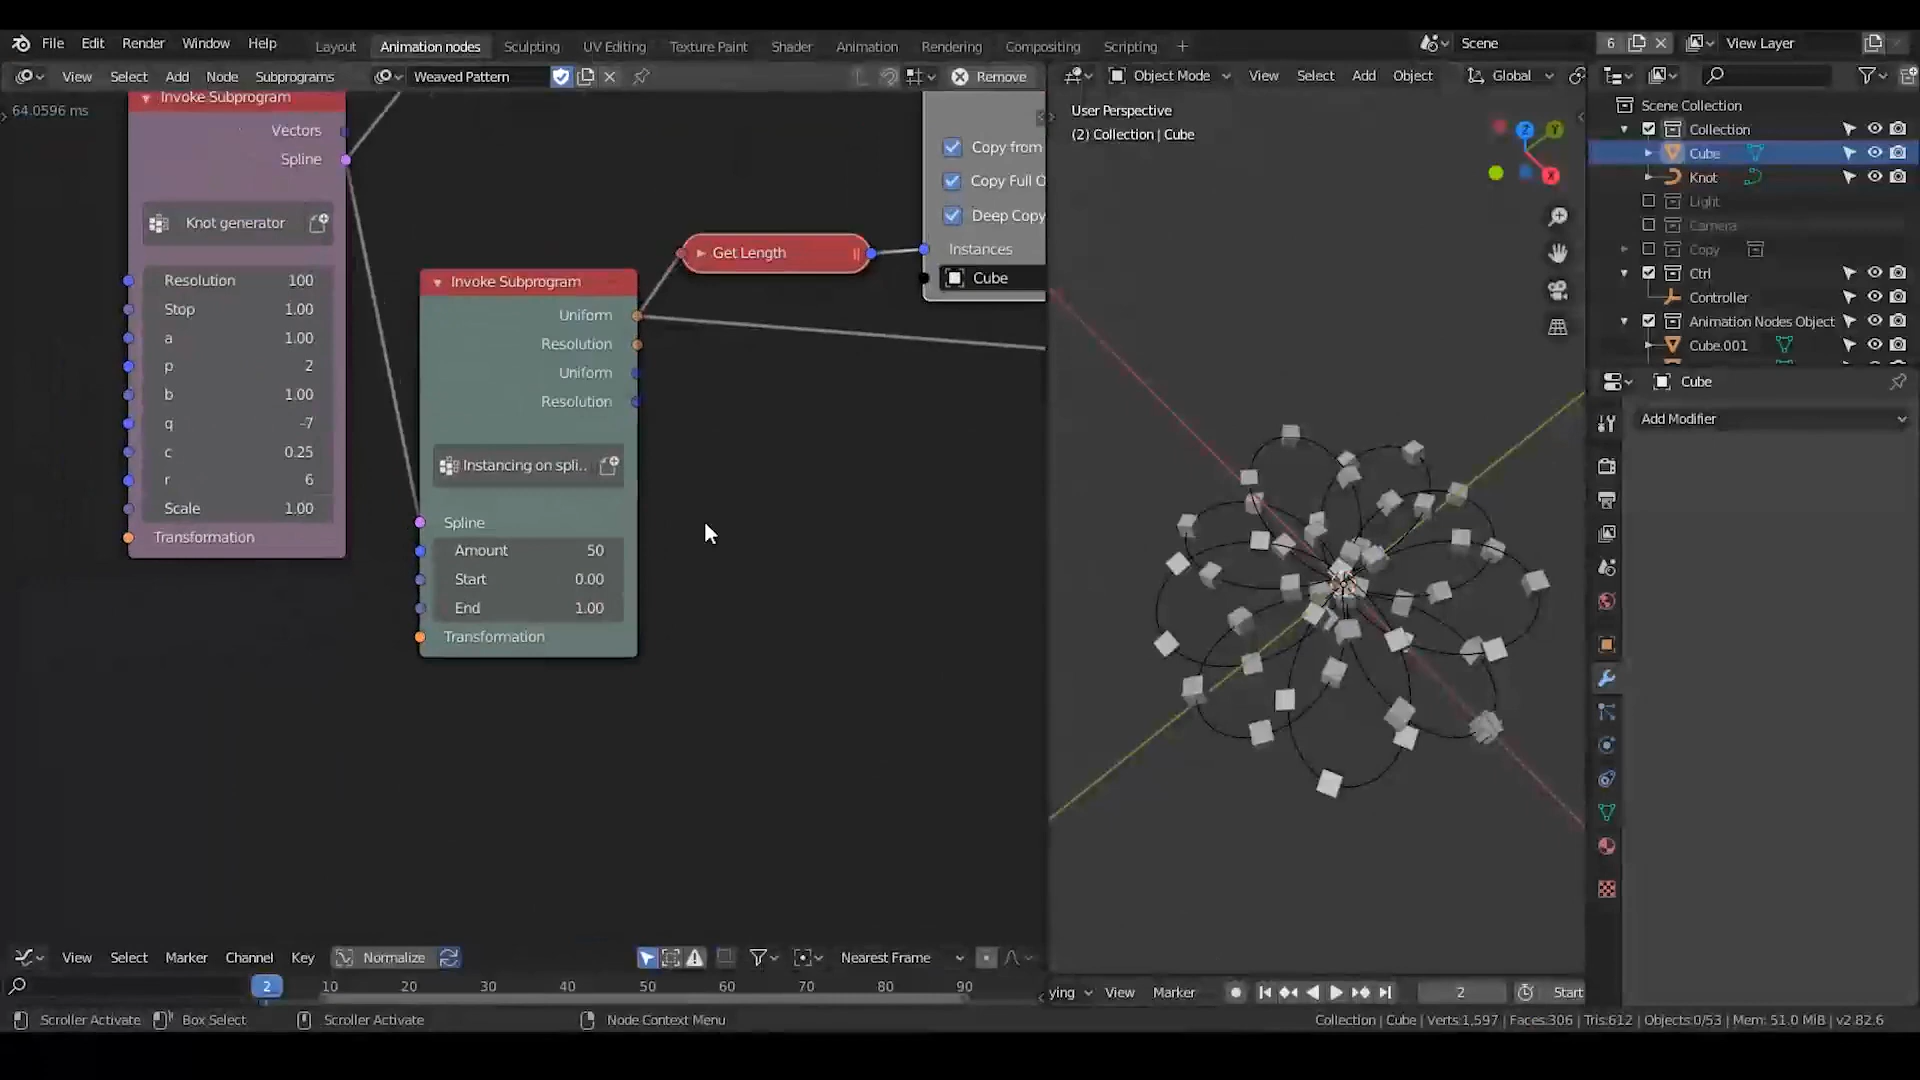 File Edit Render Window Help Layout Animation nodes Sculpting UV Editing Texture Paint Shader Animation Rendering Compositing Scripting + Scene 6 View Layer
View Select Add Node Subprograms Weaved Pattern Remove Object Mode View Select Add Object Global
64.0596 ms
Invoke Subprogram
Vectors
Spline
Knot generator
Resolution 100
Stop 1.00
a 1.00
p 2
b 1.00
q -7
c 0.25
r 6
Scale 1.00
Transformation
Invoke Subprogram
Uniform
Resolution
Uniform
Resolution
Instancing on spli..
Spline
Amount 50
Start 0.00
End 1.00
Transformation
Get Length
Copy from
Copy Full O
Deep Copy
Instances
Cube
User Perspective
(2) Collection | Cube
Z
Y
X
Scene Collection
Collection
Cube
Knot
Light
Camera
Copy
Ctrl
Controller
Animation Nodes Object
Cube.001
Cube
Add Modifier
View Select Marker Channel Key Normalize Nearest Frame
2 10 20 30 40 50 60 70 80 90
ying View Marker 2 Start
Scroller Activate Box Select Scroller Activate Node Context Menu
Collection | Cube | Verts:1,597 | Faces:306 | Tris:612 | Objects:0/53 | Mem: 51.0 MiB | v2.82.6